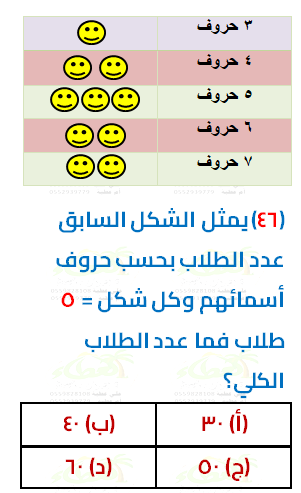 ٣ حروف
٤ حروف
٥ حروف
٦ حروف
٧ حروف
(٤٦) يمثل الشكل السابق
عدد الطلاب بحسب حروف
أسمائهم وكل شكل = ٥
طلاب فما عدد الطلاب
الكلي؟
(أ) ٣٠ (ب) ٤٠
(ج) ٥٠ (د) ٦٠